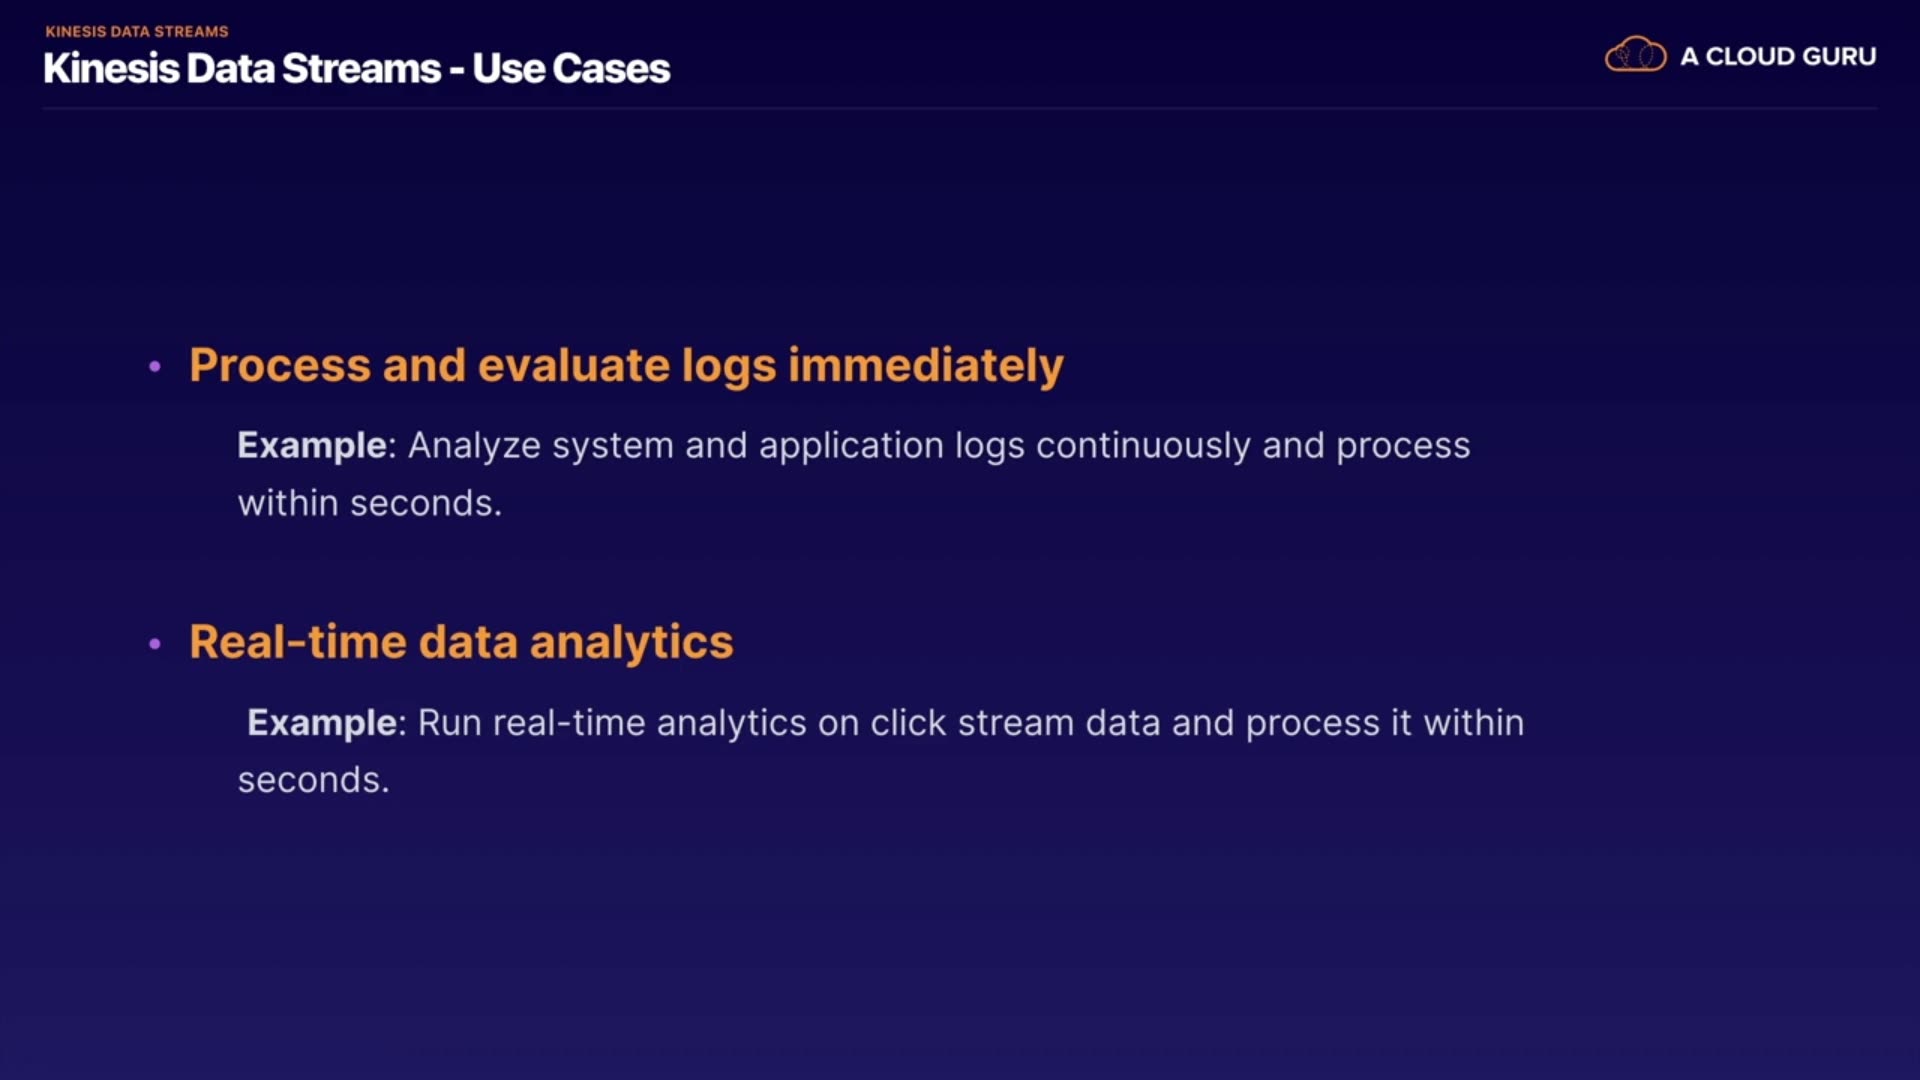 KINESIS DATA STREAMS
Kinesis Data Streams - Use Cases
A CLOUD GURU
• Process and evaluate logs immediately
Example: Analyze system and application logs continuously and process
within seconds.
• Real-time data analytics
Example: Run real-time analytics on click stream data and process it within
seconds.